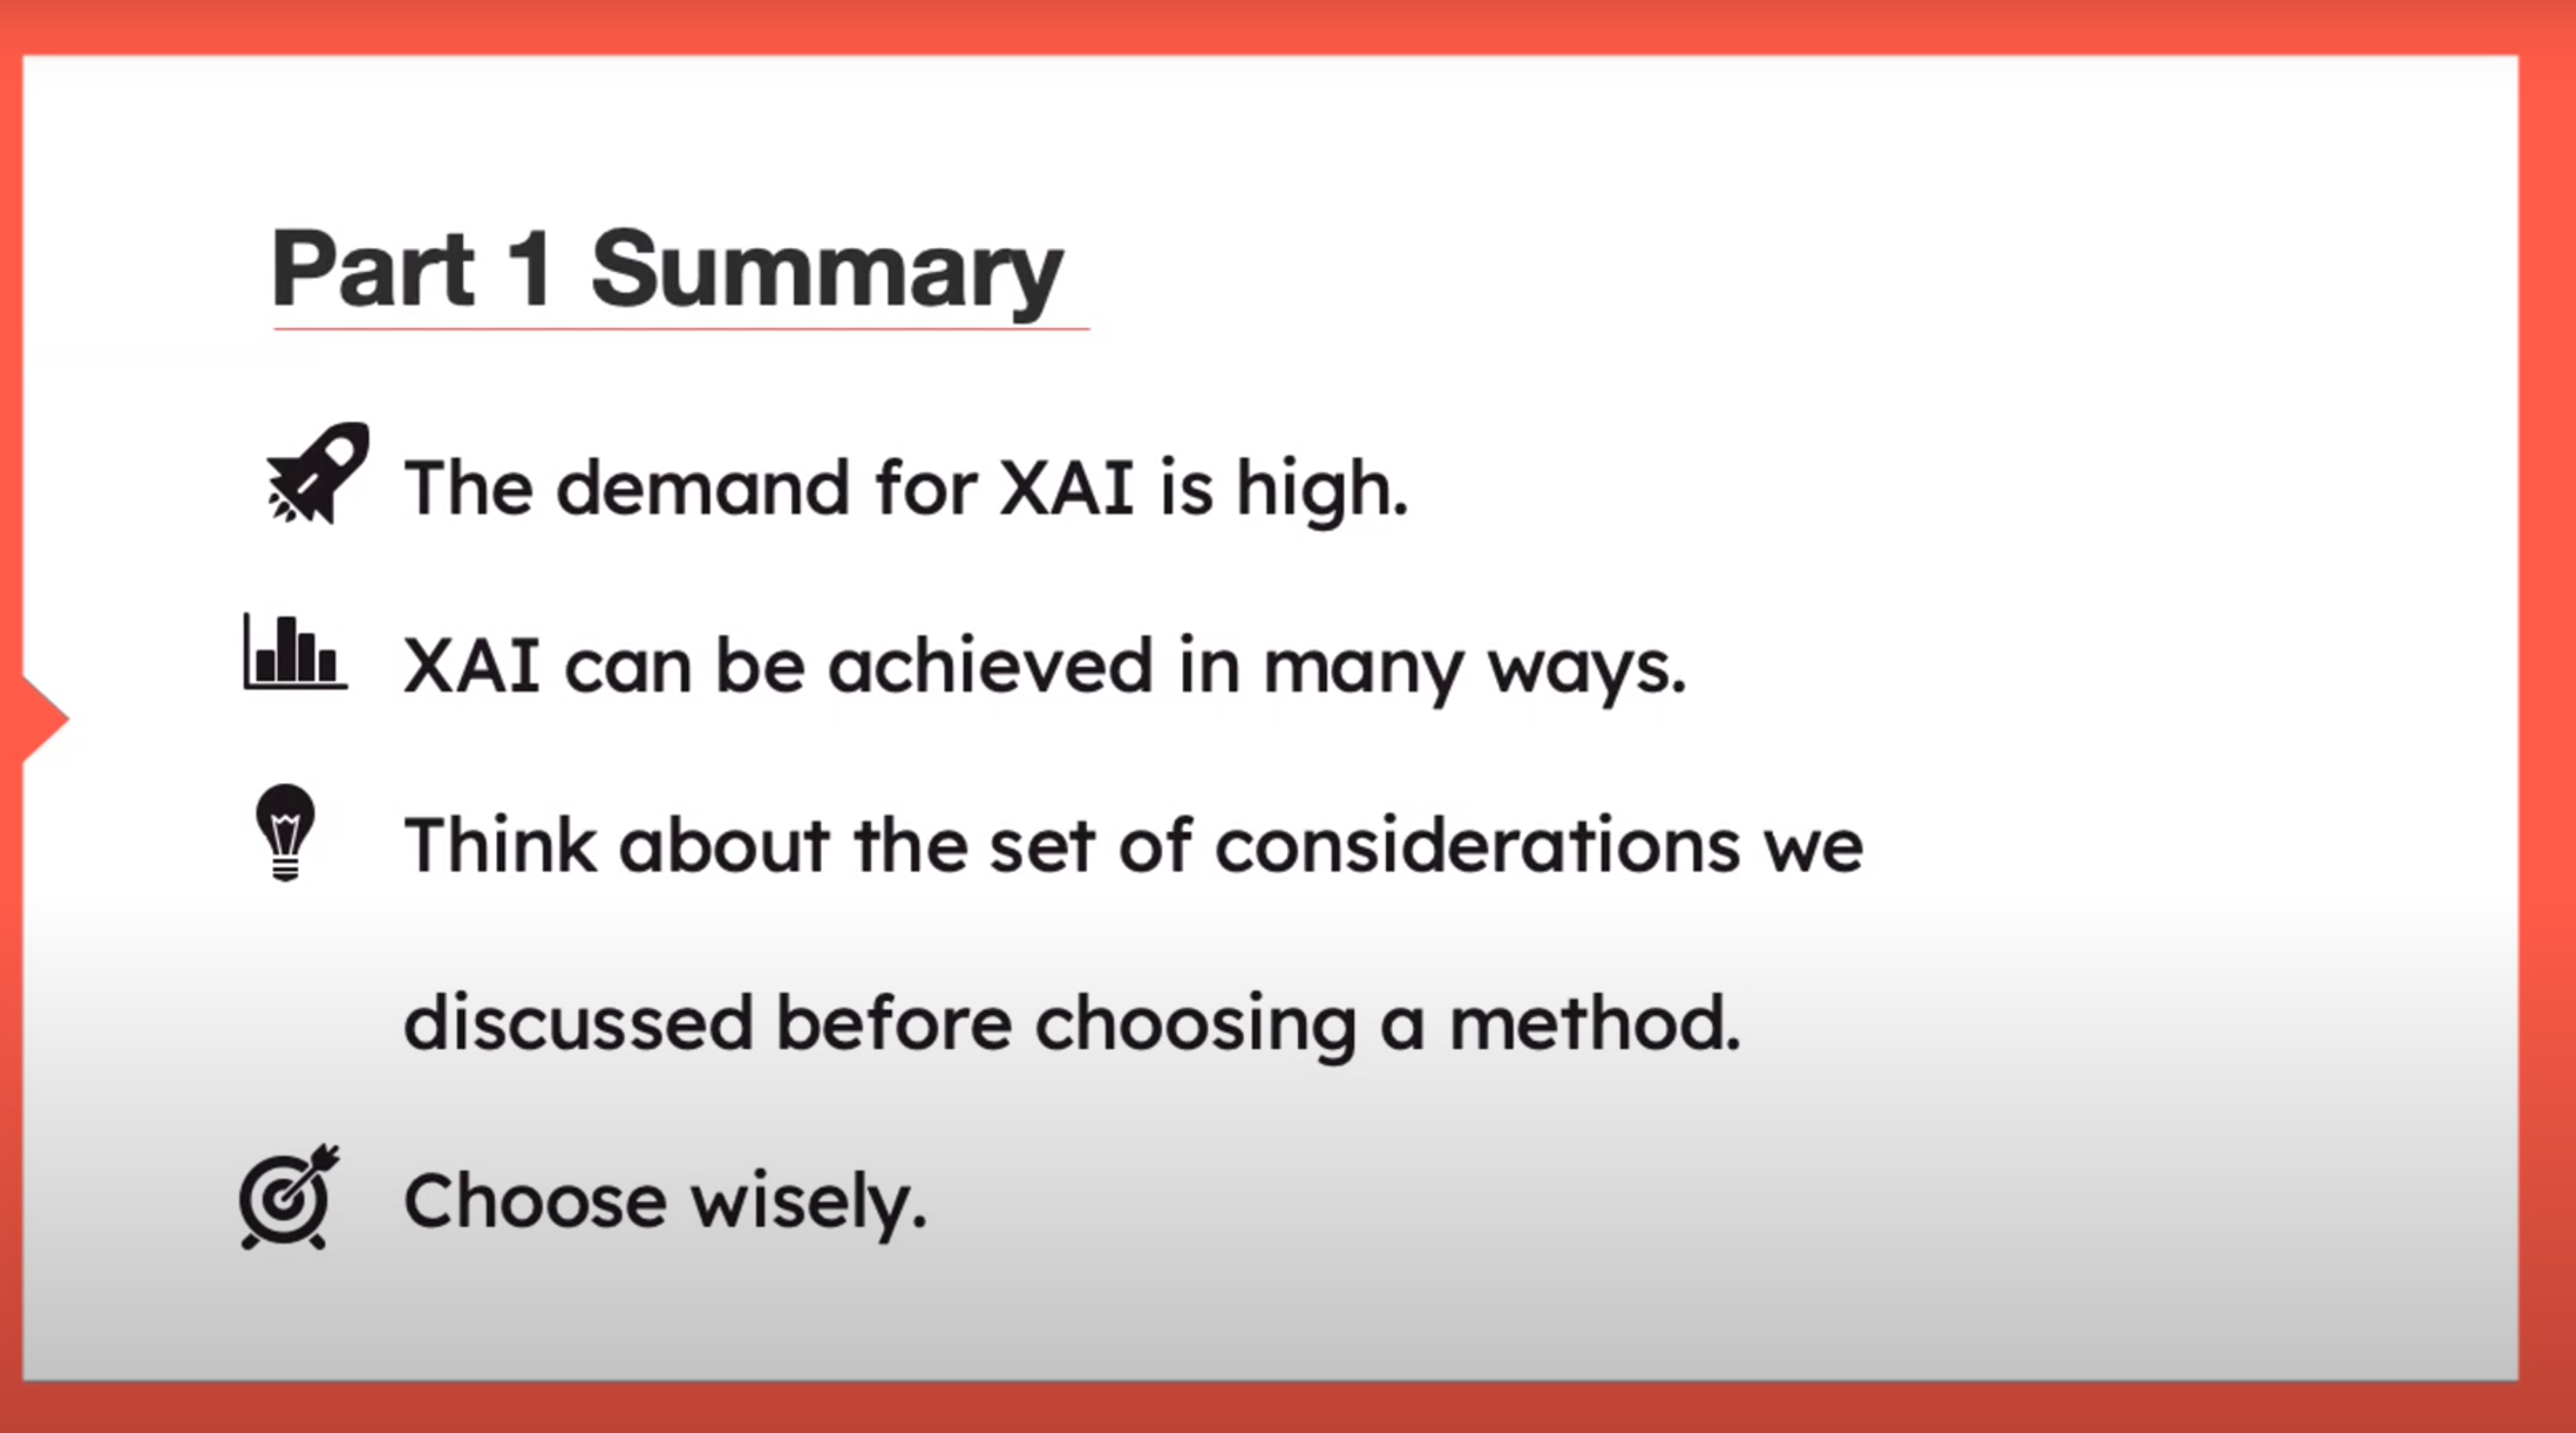 Part 1 Summary
The demand for XAI is high.
XAI can be achieved in many ways.
Think about the set of considerations we
discussed before choosing a method.
Choose wisely.